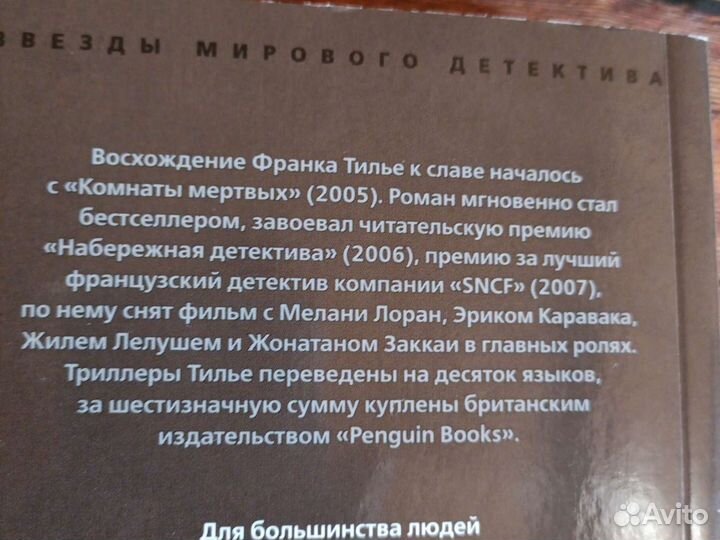 ЗВЕЗДЫ МИРОВОГО ДЕТЕКТИВА
Восхождение Франка Тилье к славе началось
с «Комнаты мертвых» (2005). Роман мгновенно стал
бестселлером, завоевал читательскую премию
«Набережная детектива» (2006), премию за лучший
французский детектив компании «SNCF» (2007),
по нему снят фильм с Мелани Лоран, Эриком Каравака,
Жилем Лелушем и Жонатаном Заккаи в главных ролях.
Триллеры Тилье переведены на десяток языков,
за шестизначную сумму куплены британским
издательством «Penguin Books».
Для большинства людей
Avito